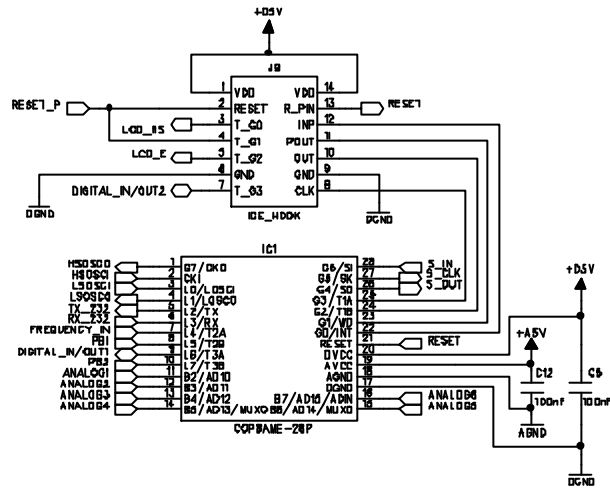 +D5V
J9
1 VDD VDD 14
RESET_P 2 RESET R_PIN 13 RESET
LCD_RS 3 T_G0 INP 12
4 T_G1 POUT 11
LCD_E 5 T_G2 OUT 10
6 GND GND 9
DIGITAL_IN/OUT2 7 T_G3 CLK 8
DGND
ICE_HOOK
DGND
IC1
HSOSCO 1 G7/CKO G6/SI 28 S_IN
HSOSCI 2 CKI G5/SK 27 S_CLK
LSOSCI 3 L0/LOSCI G4/SO 26 S_OUT
LSOSCO 4 L1/LOSCO G3/T1A 25
TX_232 5 L2/TX G2/T1B 24
RX_232 6 L3/RX G1/WD 23
FREQUENCY_IN 7 L4/T2A G0/INT 22
PB1 8 L5/T2B RESET 21 RESET
DIGITAL_IN/OUT1 9 L6/T3A DVCC 20
PB2 10 L7/T3B AVCC 19
ANALOG1 11 B2/AD10 AGND 18
ANALOG2 12 B3/AD11 DGND 17
ANALOG3 13 B4/AD12 B7/AD15/ADIN 16 ANALOG6
ANALOG4 14 B5/AD13/MUXO B6/AD14/MUXO 15 ANALOG5
COP8AME-28P
+A5V
+D5V
C12
100nF
C5
100nF
AGND
DGND